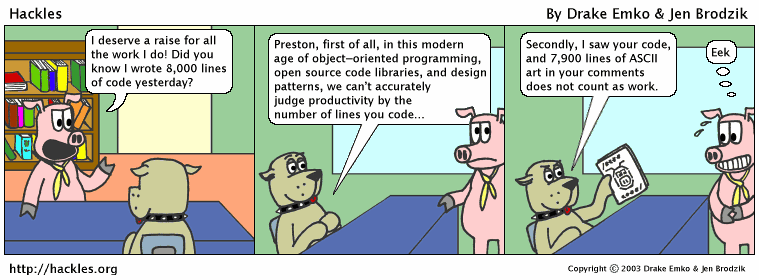 Hackles
By Drake Emko & Jen Brodzik
I deserve a raise for all
the work I do! Did you
know I wrote 8,000 lines
of code yesterday?
Preston, first of all, in this modern
age of object-oriented programming,
open source code libraries, and design
patterns, we can't accurately
judge productivity by the
number of lines you code...
Secondly, I saw your code,
and 7,900 lines of ASCII
art in your comments
does not count as work.
Eek
http://hackles.org
Copyright © 2003 Drake Emko & Jen Brodzik